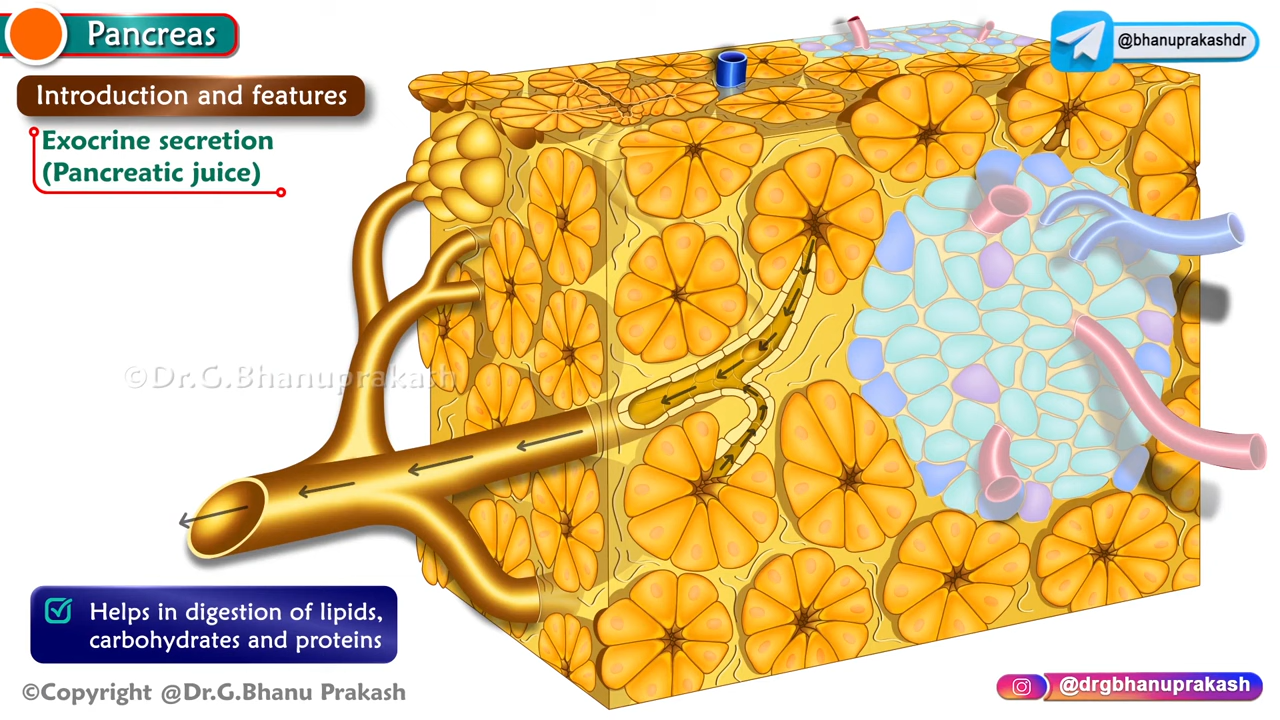 Pancreas
@bhanuprakashdr
Introduction and features
Exocrine secretion
(Pancreatic juice)
©Dr.G.Bhanuprakash
Helps in digestion of lipids,
carbohydrates and proteins
©Copyright @Dr.G.Bhanu Prakash
@drgbhanuprakash